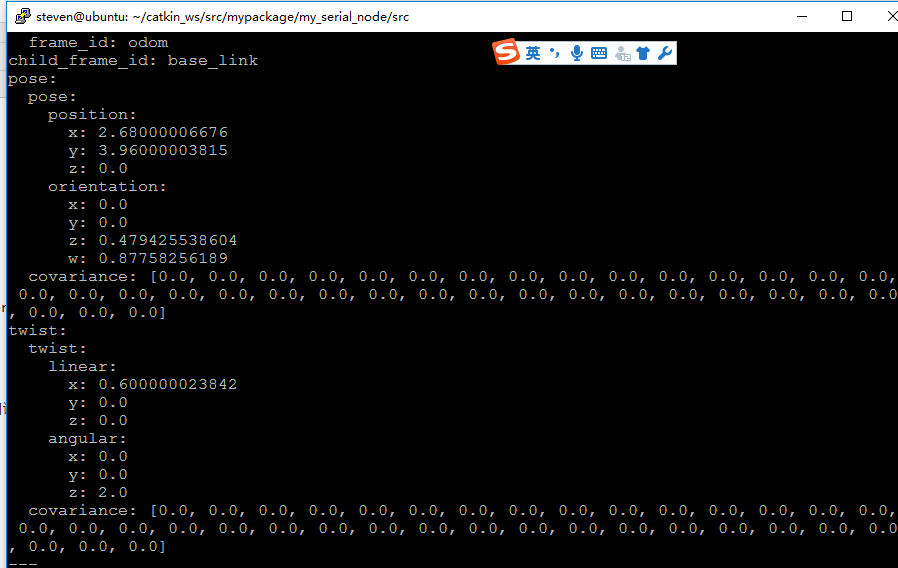 steven@ubuntu: ~/catkin_ws/src/mypackage/my_serial_node/src
frame_id: odom
英
child_frame_id: base_link
pose:
pose:
position:
x: 2.68000006676
y: 3.96000003815
z: 0.0
orientation:
x: 0.0
y: 0.0
z: 0.479425538604
w: 0.87758256189
covariance: [0.0, 0.0, 0.0, 0.0, 0.0, 0.0, 0.0, 0.0, 0.0, 0.0, 0.0, 0.0, 0.0, 0.0, 0.0,
0.0, 0.0, 0.0, 0.0, 0.0, 0.0, 0.0, 0.0, 0.0, 0.0, 0.0, 0.0, 0.0, 0.0, 0.0, 0.0, 0.0, 0.0
, 0.0, 0.0, 0.0]
twist:
twist:
linear:
x: 0.600000023842
y: 0.0
z: 0.0
angular:
x: 0.0
y: 0.0
z: 2.0
covariance: [0.0, 0.0, 0.0, 0.0, 0.0, 0.0, 0.0, 0.0, 0.0, 0.0, 0.0, 0.0, 0.0, 0.0, 0.0,
0.0, 0.0, 0.0, 0.0, 0.0, 0.0, 0.0, 0.0, 0.0, 0.0, 0.0, 0.0, 0.0, 0.0, 0.0, 0.0, 0.0, 0.0
, 0.0, 0.0, 0.0]
---